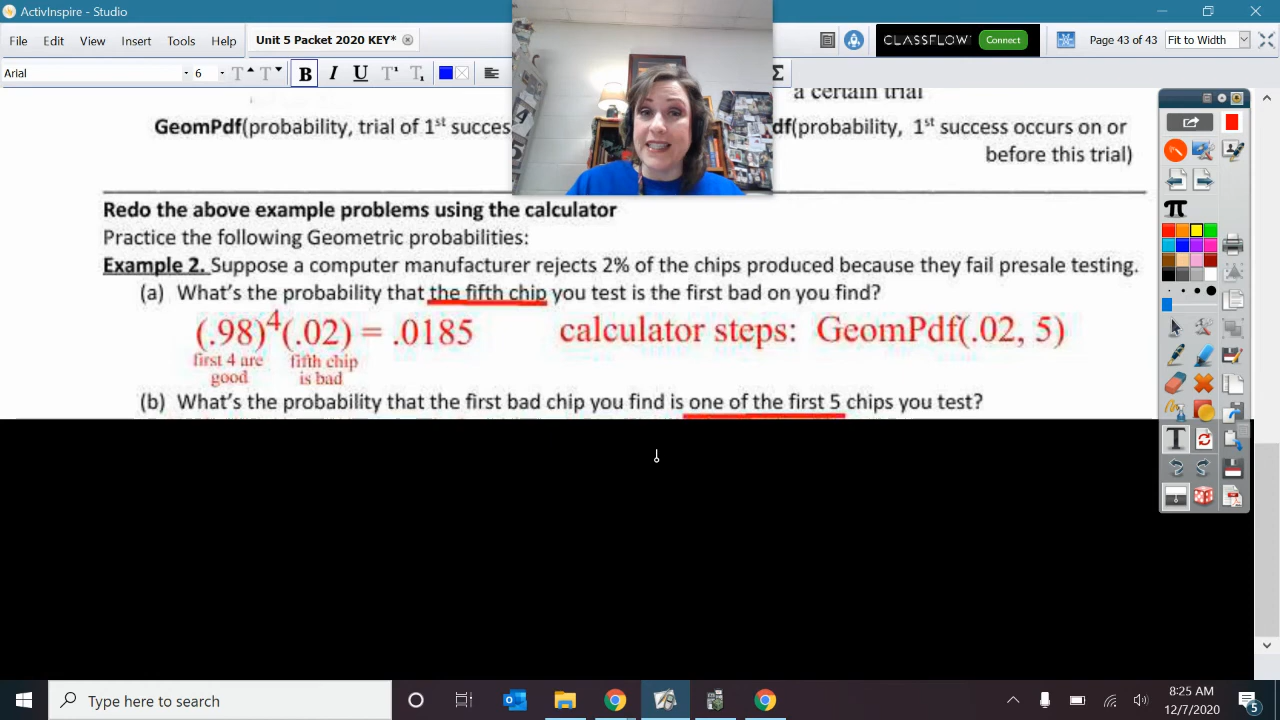 ActivInspire - Studio
File Edit View Insert Tools Help Unit 5 Packet 2020 KEY* CLASSFLOW Connect Page 43 of 43 Fit to Width
Arial 6 B I U
a certain trial
GeomPdf(probability, trial of 1st succes df(probability, 1st success occurs on or
before this trial)
Redo the above example problems using the calculator
Practice the following Geometric probabilities:
Example 2. Suppose a computer manufacturer rejects 2% of the chips produced because they fail presale testing.
(a) What's the probability that the fifth chip you test is the first bad on you find?
(.98)^4(.02) = .0185 calculator steps: GeomPdf(.02, 5)
first 4 are fifth chip
good is bad
(b) What's the probability that the first bad chip you find is one of the first 5 chips you test?
Type here to search
8:25 AM
12/7/2020
5